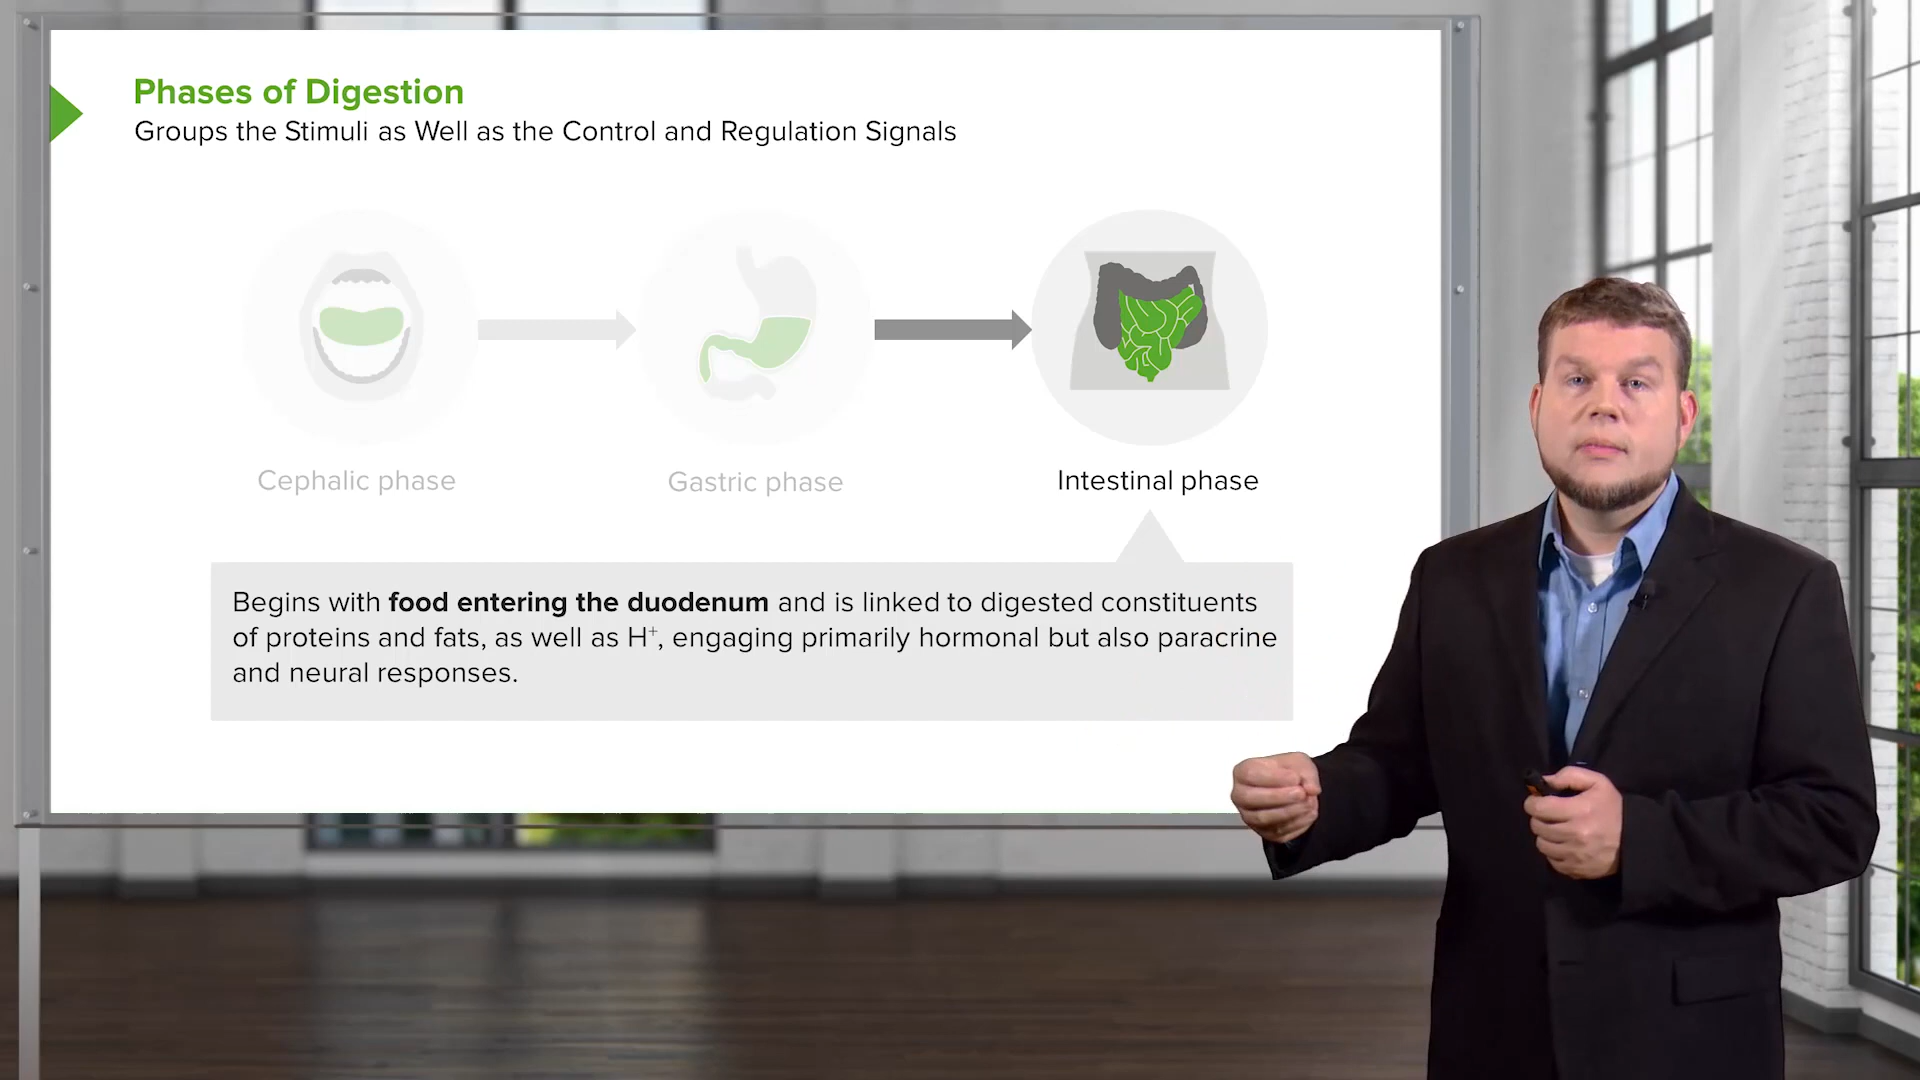 Phases of Digestion
Groups the Stimuli as Well as the Control and Regulation Signals
Cephalic phase
Gastric phase
Intestinal phase
Begins with food entering the duodenum and is linked to digested constituents
of proteins and fats, as well as H⁺, engaging primarily hormonal but also paracrine
and neural responses.